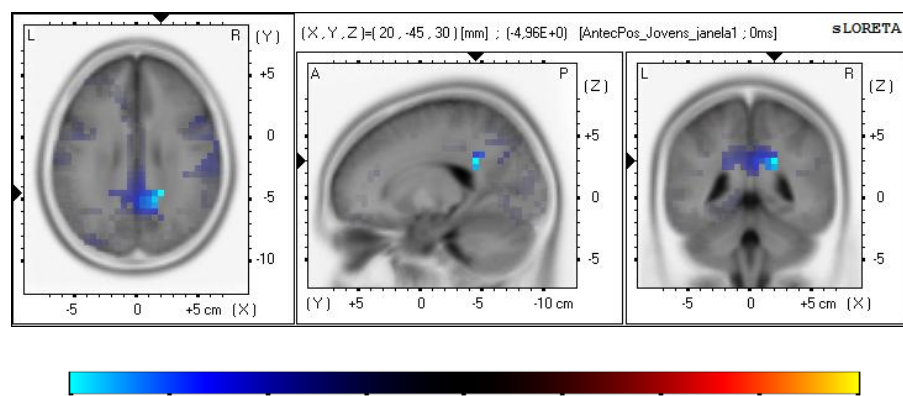 (X,Y,Z)=( 20 , -45, 30 ) [mm] ; (-4,96E+0) [AntecPos_Jovens_janela1 ; 0ms]
sLORETA
L R (Y)
+5
0
-5
-10
-5 0 +5 cm (X)
A P (Z)
+5
0
-5
(Y) +5 0 -5 -10 cm
L R (Z)
+5
0
-5
-5 0 +5 cm (X)